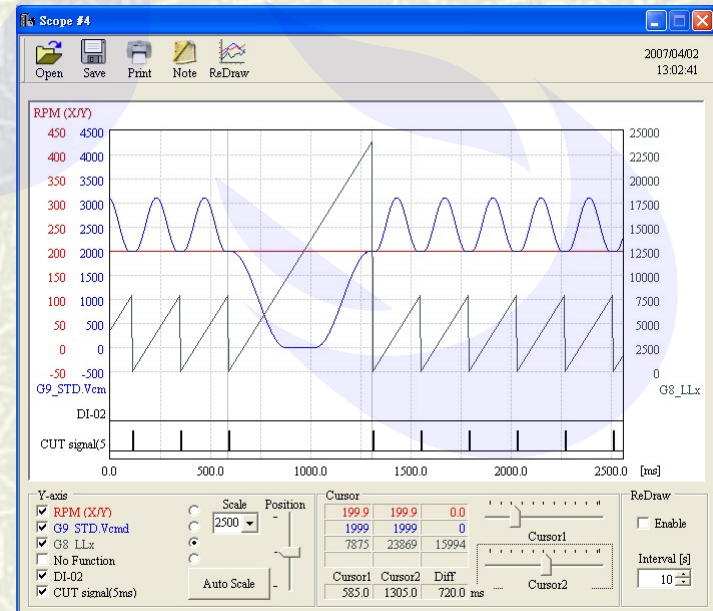 Scope #4
Open Save Print Note ReDraw
2007/04/02
13:02:41
RPM (X/Y)
450 4500 25000
400 4000 22500
350 3500 20000
300 3000 17500
250 2500 15000
200 2000 12500
150 1500 10000
100 1000 7500
50 500 5000
0 0 2500
-50 -500 0
G9_STD.Vcm G8_LLx
DI-02
CUT signal(5
0.0 500.0 1000.0 1500.0 2000.0 2500.0 [ms]
Y-axis
RPM (X/Y)
G9_STD.Vcmd
G8_LLx
No Function
DI-02
CUT signal(5ms)
Scale Position
2500
Auto Scale
Cursor
199.9 199.9 0.0
1999 1999 0
7875 23869 15994
Cursor1 Cursor2 Diff
585.0 1305.0 720.0 ms
Cursor1
Cursor2
ReDraw
Enable
Interval [s]
10